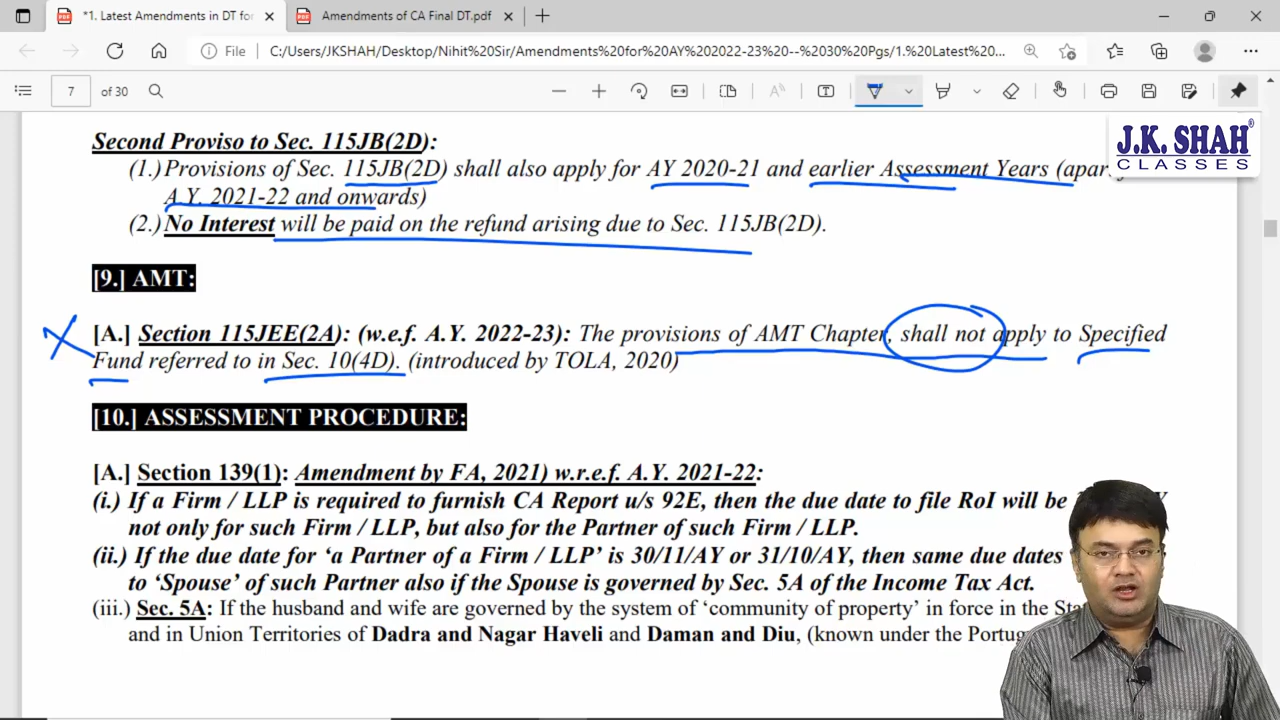 *1. Latest Amendments in DT for
Amendments of CA Final DT.pdf
File
C:/Users/JKSHAH/Desktop/Nihit%20Sir/Amendments%20for%20AY%202022-23%20--%2030%20Pgs/1.%20Latest%20...
7 of 30
J.K. SHAH®
CLASSES
Second Proviso to Sec. 115JB(2D):
(1.) Provisions of Sec. 115JB(2D) shall also apply for AY 2020-21 and earlier Assessment Years (apar
A.Y. 2021-22 and onwards)
(2.) No Interest will be paid on the refund arising due to Sec. 115JB(2D).
[9.] AMT:
[A.] Section 115JEE(2A): (w.e.f. A.Y. 2022-23): The provisions of AMT Chapter, shall not apply to Specified
Fund referred to in Sec. 10(4D). (introduced by TOLA, 2020)
[10.] ASSESSMENT PROCEDURE:
[A.] Section 139(1): Amendment by FA, 2021) w.r.e.f. A.Y. 2021-22:
(i.) If a Firm / LLP is required to furnish CA Report u/s 92E, then the due date to file RoI will be
not only for such Firm / LLP, but also for the Partner of such Firm / LLP.
(ii.) If the due date for ‘a Partner of a Firm / LLP’ is 30/11/AY or 31/10/AY, then same due dates
to ‘Spouse’ of such Partner also if the Spouse is governed by Sec. 5A of the Income Tax Act.
(iii.) Sec. 5A: If the husband and wife are governed by the system of ‘community of property’ in force in the
and in Union Territories of Dadra and Nagar Haveli and Daman and Diu, (known under the